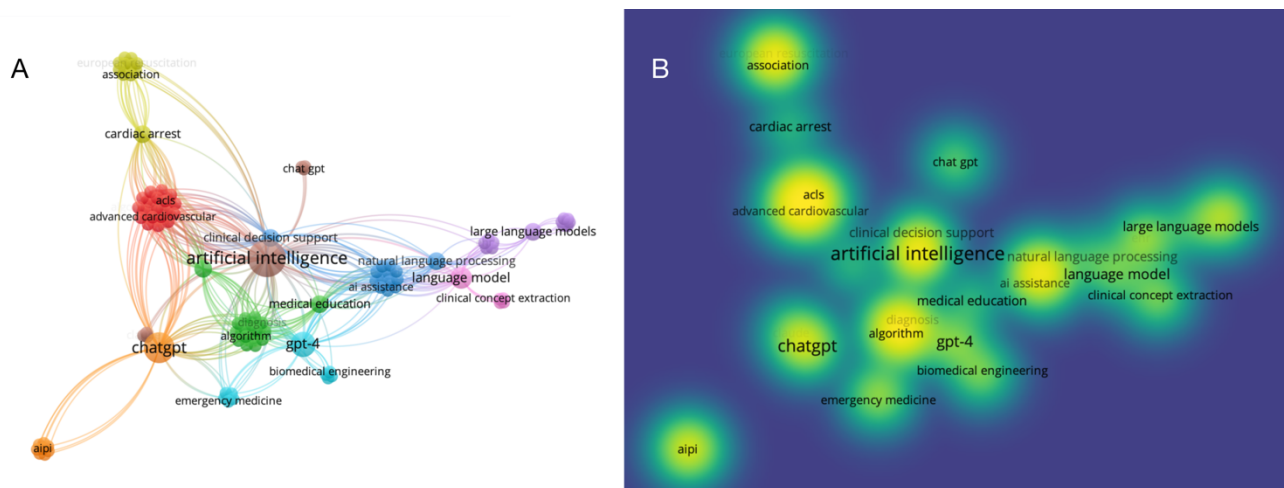 A
european resuscitation
association
cardiac arrest
chat gpt
acls
advanced cardiovascular
clinical decision support
large language models
artificial intelligence
natural language processing
ai assistance
language model
clinical concept extraction
medical education
diagnosis
algorithm
gpt-4
chatgpt
biomedical engineering
emergency medicine
aipi
B
european resuscitation
association
cardiac arrest
chat gpt
acls
advanced cardiovascular
clinical decision support
large language models
artificial intelligence
natural language processing
ai assistance
language model
clinical concept extraction
medical education
diagnosis
algorithm
gpt-4
chatgpt
biomedical engineering
emergency medicine
aipi